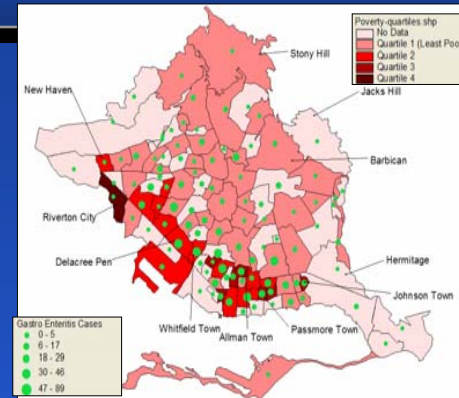 Poverty-quartiles.shp
No Data
Quartile 1 (Least Poo
Quartile 2
Quartile 3
Quartile 4
Stony Hill
New Haven
Jacks Hill
Barbican
Riverton City
Delacree Pen
Hermitage
Johnson Town
Whitfield Town
Passmore Town
Allman Town
Gastro Enteritis Cases
0 - 5
6 - 17
18 - 29
30 - 46
47 - 89